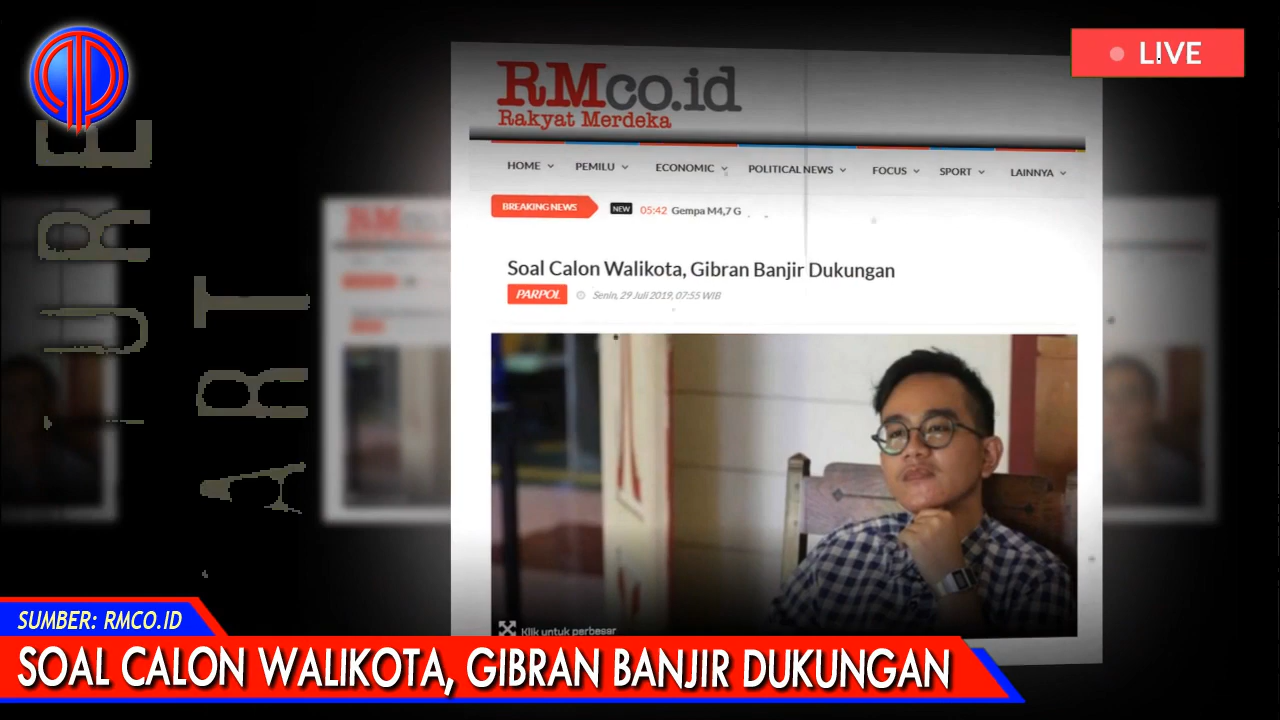 LIVE
RMco.id
Rakyat Merdeka
HOME PEMILU ECONOMIC POLITICAL NEWS FOCUS SPORT LAINNYA
BREAKING NEWS NEW 05:42 Gempa M4,7 G
Soal Calon Walikota, Gibran Banjir Dukungan
PARPOL Senin, 29 Juli 2019, 07:55 WIB
Klik untuk perbesar
SUMBER: RMCO.ID
SOAL CALON WALIKOTA, GIBRAN BANJIR DUKUNGAN